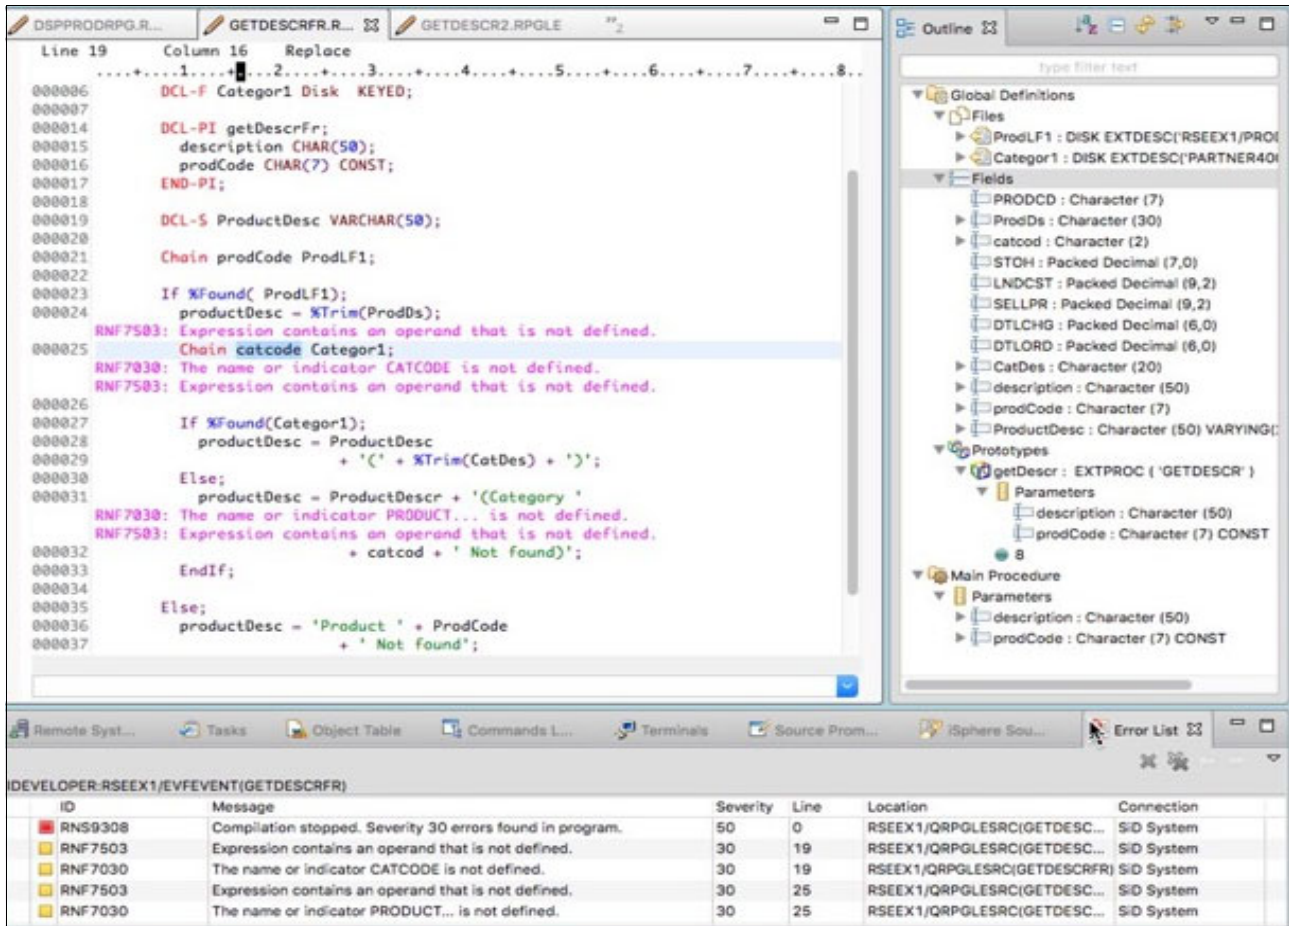 DSPPRODRPG.R... GETDESCRFR.R... GETDESCR2.RPGLE "2
Line 19 Column 16 Replace
....+....1....+....2....+....3....+....4....+....5....+....6....+....7....+....8..
000006 DCL-F Categor1 Disk KEYED;
000007
000014 DCL-PI getDescrFr;
000015 description CHAR(50);
000016 prodCode CHAR(7) CONST;
000017 END-PI;
000018
000019 DCL-S ProductDesc VARCHAR(50);
000020
000021 Chain prodCode ProdLF1;
000022
000023 If %Found( ProdLF1);
000024 productDesc = %Trim(ProdDs);
RNF7503: Expression contains an operand that is not defined.
000025 Chain catcode Categor1;
RNF7030: The name or indicator CATCODE is not defined.
RNF7503: Expression contains an operand that is not defined.
000026
000027 If %Found(Categor1);
000028 productDesc = ProductDesc
000029 + '(' + %Trim(CatDes) + ')';
000030 Else;
000031 productDesc = ProductDescr + '(Category '
RNF7030: The name or indicator PRODUCT... is not defined.
RNF7503: Expression contains an operand that is not defined.
000032 + catcod + ' Not found)';
000033 EndIf;
000034
000035 Else;
000036 productDesc = 'Product ' + ProdCode
000037 + ' Not found';
Outline
type filter text
Global Definitions
Files
ProdLF1 : DISK EXTDESC('RSEEX1/PROD
Categor1 : DISK EXTDESC('PARTNER40
Fields
PRODCD : Character (7)
ProdDs : Character (30)
catcod : Character (2)
STOH : Packed Decimal (7,0)
LNDCST : Packed Decimal (9,2)
SELLPR : Packed Decimal (9,2)
DTLCHG : Packed Decimal (6,0)
DTLORD : Packed Decimal (6,0)
CatDes : Character (20)
description : Character (50)
prodCode : Character (7)
ProductDesc : Character (50) VARYING(2
Prototypes
getDescr : EXTPROC ( 'GETDESCR' )
Parameters
description : Character (50)
prodCode : Character (7) CONST
8
Main Procedure
Parameters
description : Character (50)
prodCode : Character (7) CONST
Remote Syst... Tasks Object Table Commands L... Terminals Source Prom... iSphere Sou... Error List
IDEVELOPER:RSEEX1/EVFEVENT(GETDESCRFR)
ID Message Severity Line Location Connection
RNS9308 Compilation stopped. Severity 30 errors found in program. 50 0 RSEEX1/QRPGLESRC(GETDESC... SiD System
RNF7503 Expression contains an operand that is not defined. 30 19 RSEEX1/QRPGLESRC(GETDESC... SiD System
RNF7030 The name or indicator CATCODE is not defined. 30 19 RSEEX1/QRPGLESRC(GETDESCRFR) SiD System
RNF7503 Expression contains an operand that is not defined. 30 25 RSEEX1/QRPGLESRC(GETDESC... SiD System
RNF7030 The name or indicator PRODUCT... is not defined. 30 25 RSEEX1/QRPGLESRC(GETDESC... SiD System